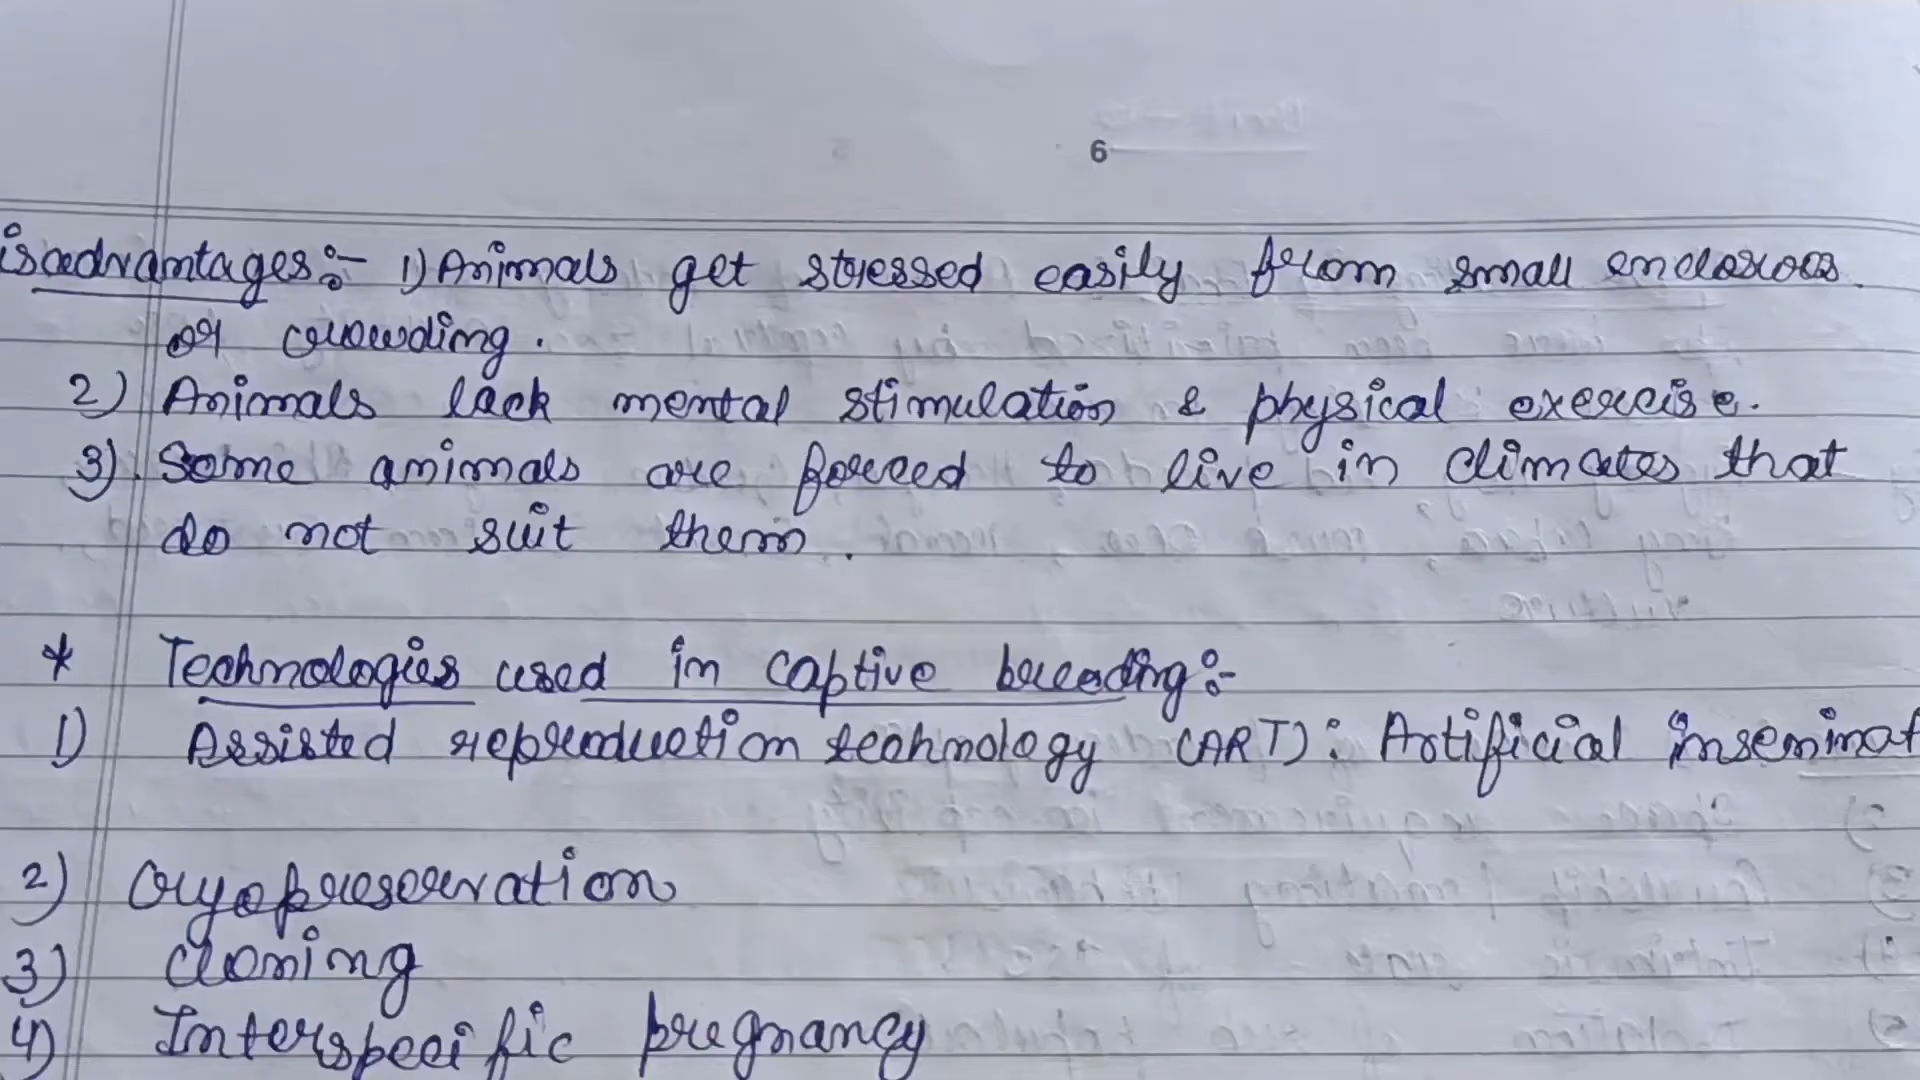 6
isadvantages:- 1) Animals get stressed easily from small enclosures
or crowding.
2) Animals lack mental stimulation & physical exercise.
3) Some animals are forced to live in climates that
do not suit them.
* Technologies used in captive breeding:-
1) Assisted reproduction technology (ART): Artificial inseminat
2) Cryopreservation
3) Cloning
4) Interspecific pregnancy